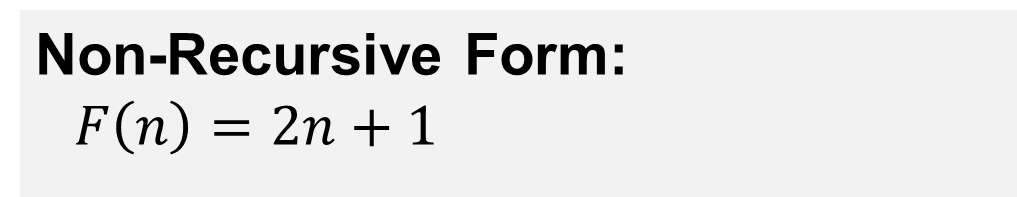 Non-Recursive Form:
F(n) = 2n + 1